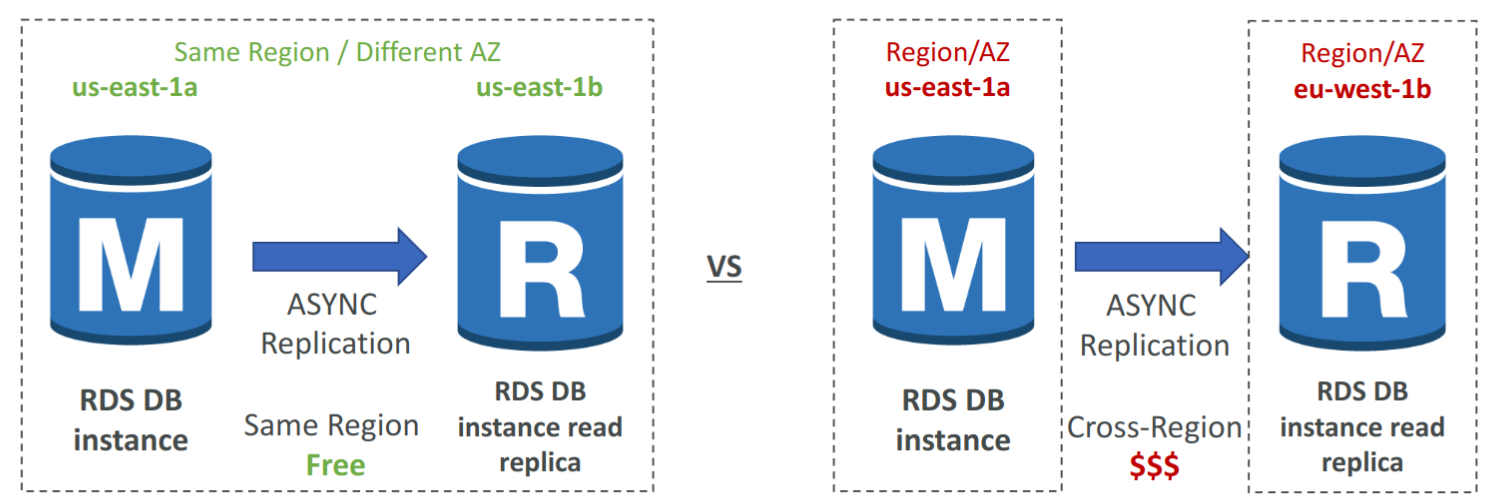 Same Region / Different AZ
us-east-1a
us-east-1b
M
R
ASYNC
Replication
RDS DB
instance
Same Region
Free
RDS DB
instance read
replica
VS
Region/AZ
us-east-1a
Region/AZ
eu-west-1b
M
R
ASYNC
Replication
RDS DB
instance
Cross-Region
$$$
RDS DB
instance read
replica